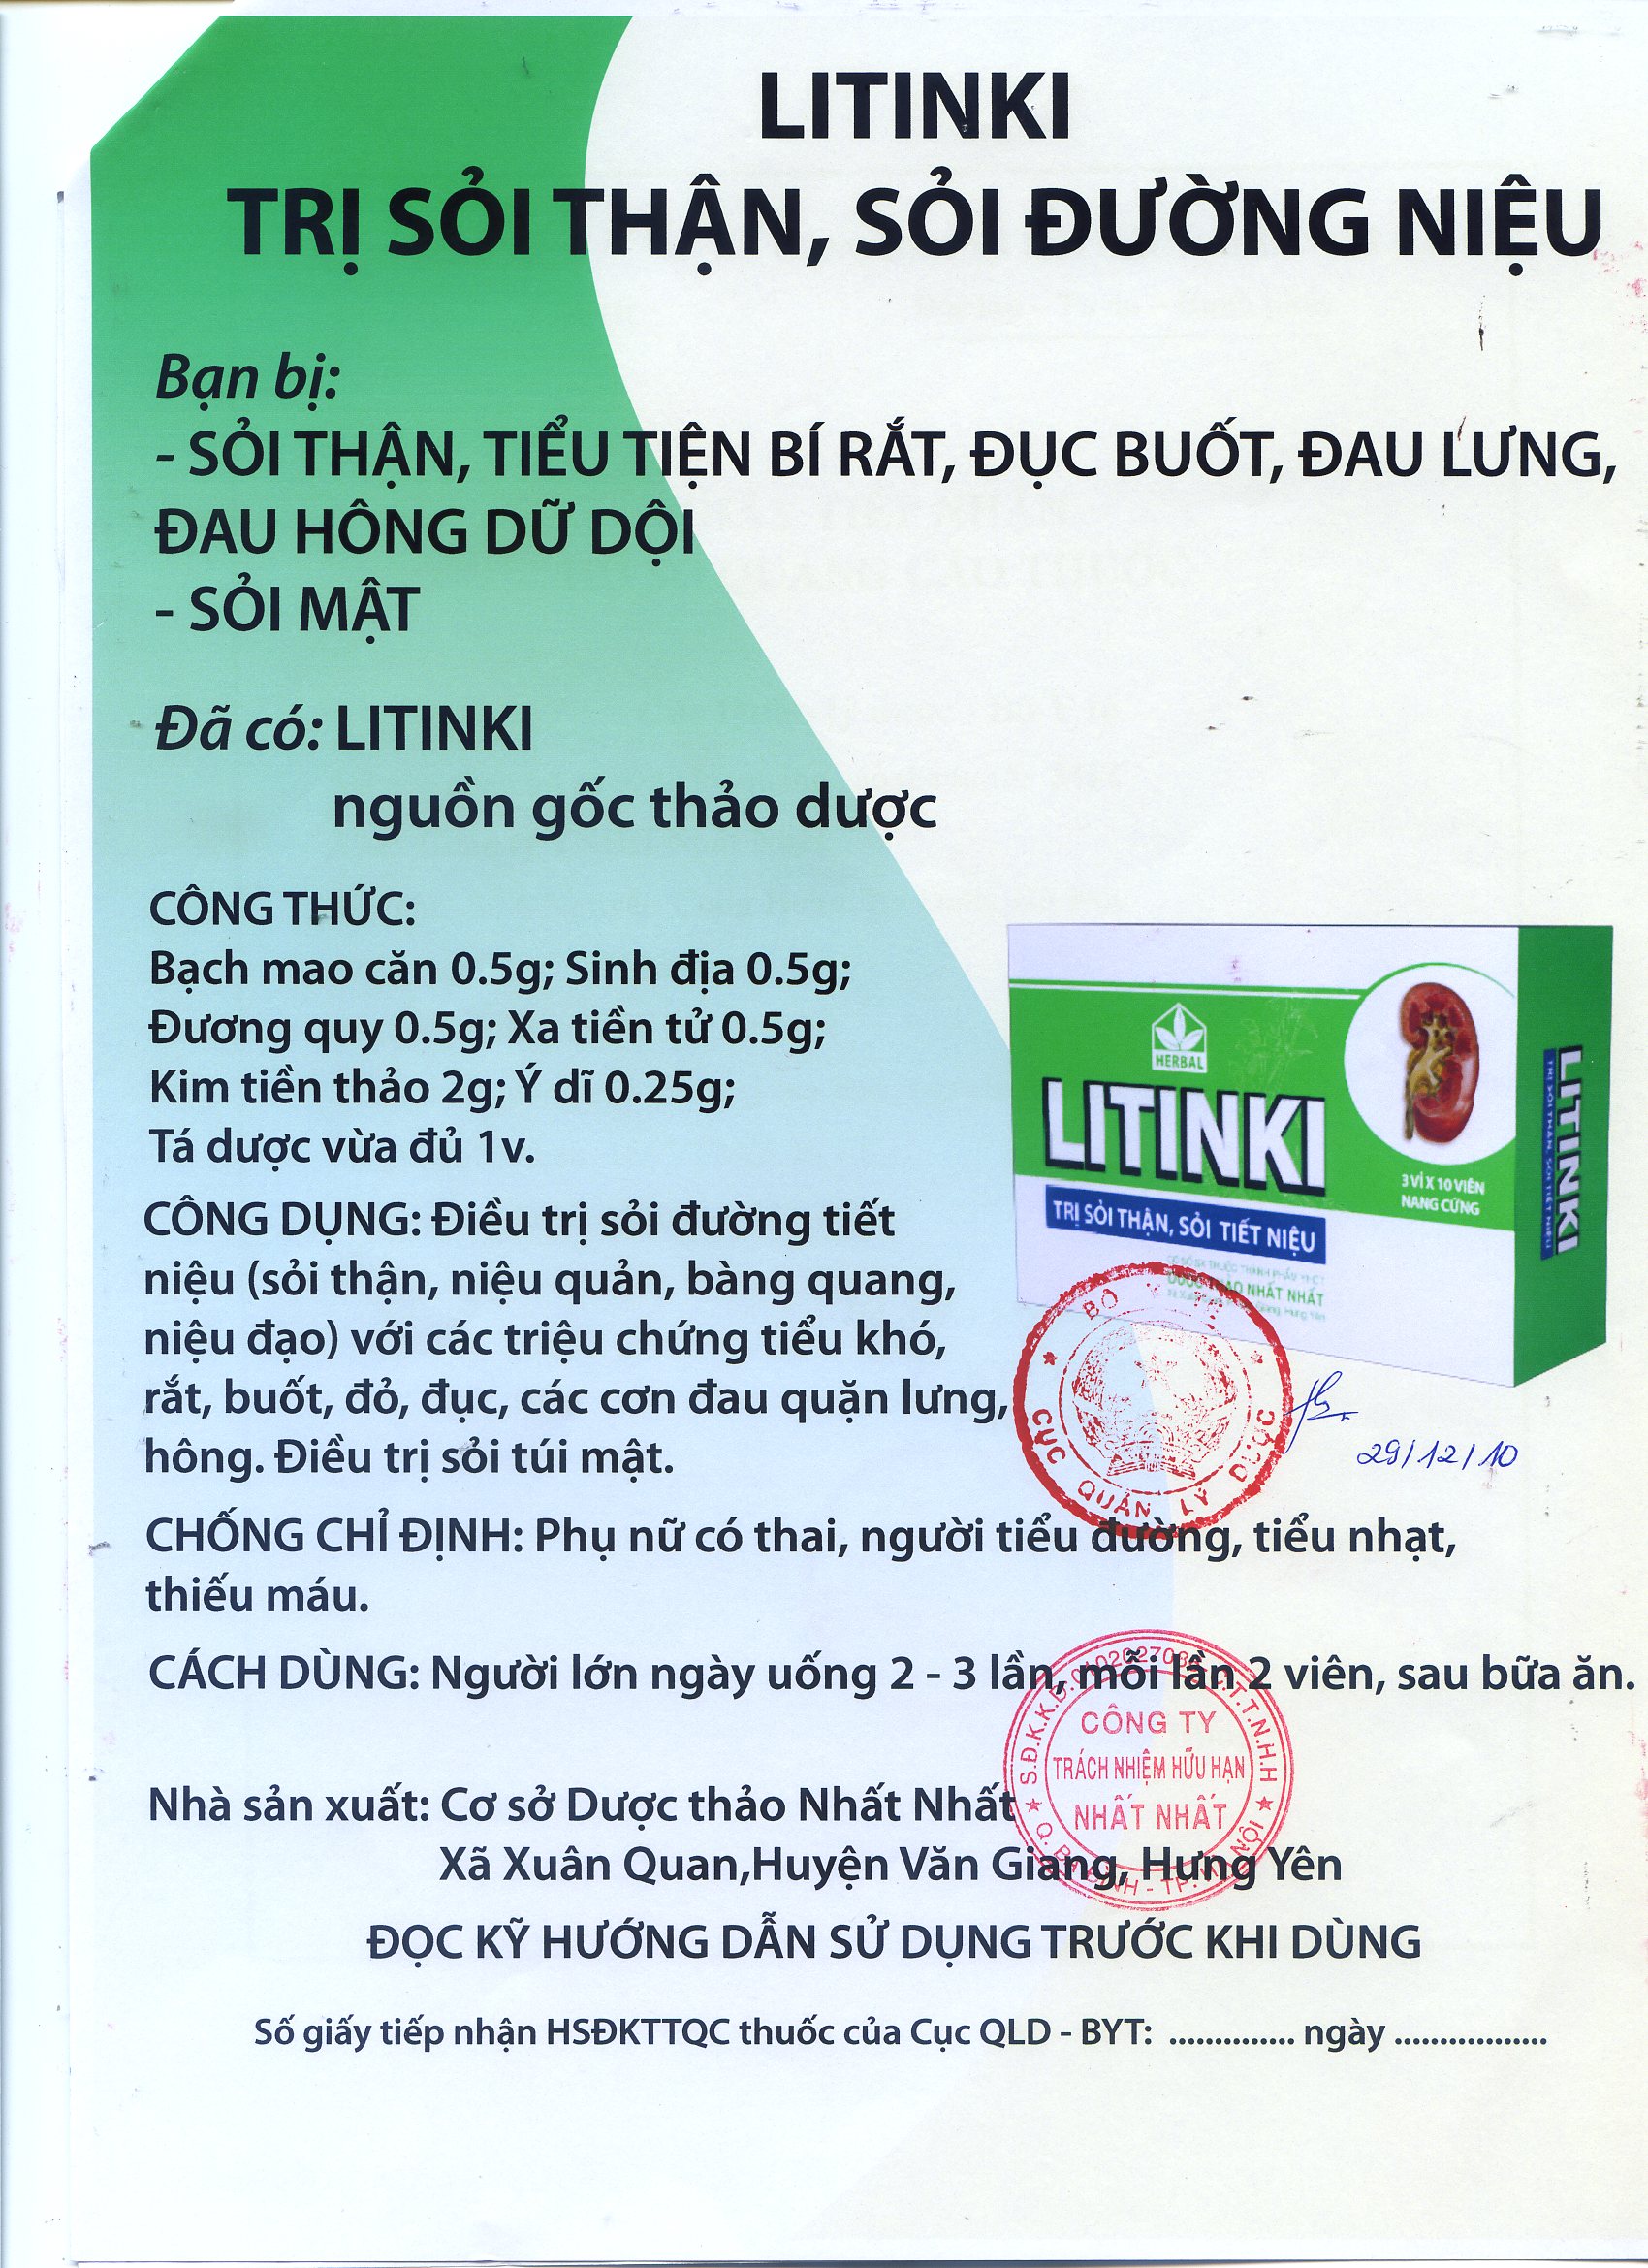 LITINKI
TRỊ SỎI THẬN, SỎI ĐƯỜNG NIỆU
Bạn bị:
- SỎI THẬN, TIỂU TIỆN BÍ RẮT, ĐỤC BUỐT, ĐAU LƯNG,
ĐAU HÔNG DỮ DỘI
- SỎI MẬT
Đã có: LITINKI
nguồn gốc thảo dược
CÔNG THỨC:
Bạch mao căn 0.5g; Sinh địa 0.5g;
Đương quy 0.5g; Xa tiền tử 0.5g;
Kim tiền thảo 2g; Ý dĩ 0.25g;
Tá dược vừa đủ 1v.
HERBAL
LITINKI
3 VỈ X 10 VIÊN
NANG CỨNG
TRỊ SỎI THẬN, SỎI TIẾT NIỆU
NHẤT NHẤT
LITINKI
TRỊ SỎI THẬN, SỎI TIẾT NIỆU
CÔNG DỤNG: Điều trị sỏi đường tiết
niệu (sỏi thận, niệu quản, bàng quang,
niệu đạo) với các triệu chứng tiểu khó,
rắt, buốt, đỏ, đục, các cơn đau quặn lưng,
hông. Điều trị sỏi túi mật.
BỘ Y TẾ
CỤC QUẢN LÝ DƯỢC
29/12/10
CHỐNG CHỈ ĐỊNH: Phụ nữ có thai, người tiểu đường, tiểu nhạt,
thiếu máu.
CÁCH DÙNG: Người lớn ngày uống 2 - 3 lần, mỗi lần 2 viên, sau bữa ăn.
CÔNG TY
TRÁCH NHIỆM HỮU HẠN
NHẤT NHẤT
Nhà sản xuất: Cơ sở Dược thảo Nhất Nhất
Xã Xuân Quan,Huyện Văn Giang, Hưng Yên
ĐỌC KỸ HƯỚNG DẪN SỬ DỤNG TRƯỚC KHI DÙNG
Số giấy tiếp nhận HSĐKTTQC thuốc của Cục QLD - BYT: .............. ngày .................